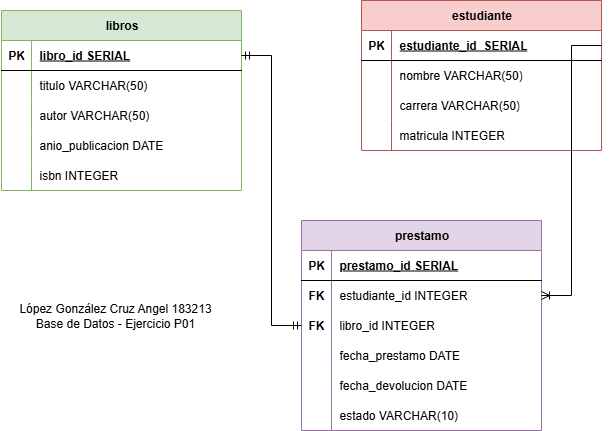 libros
PK libro_id SERIAL
titulo VARCHAR(50)
autor VARCHAR(50)
anio_publicacion DATE
isbn INTEGER
estudiante
PK estudiante_id SERIAL
nombre VARCHAR(50)
carrera VARCHAR(50)
matricula INTEGER
prestamo
PK prestamo_id SERIAL
FK estudiante_id INTEGER
FK libro_id INTEGER
fecha_prestamo DATE
fecha_devolucion DATE
estado VARCHAR(10)
López González Cruz Angel 183213
Base de Datos - Ejercicio P01